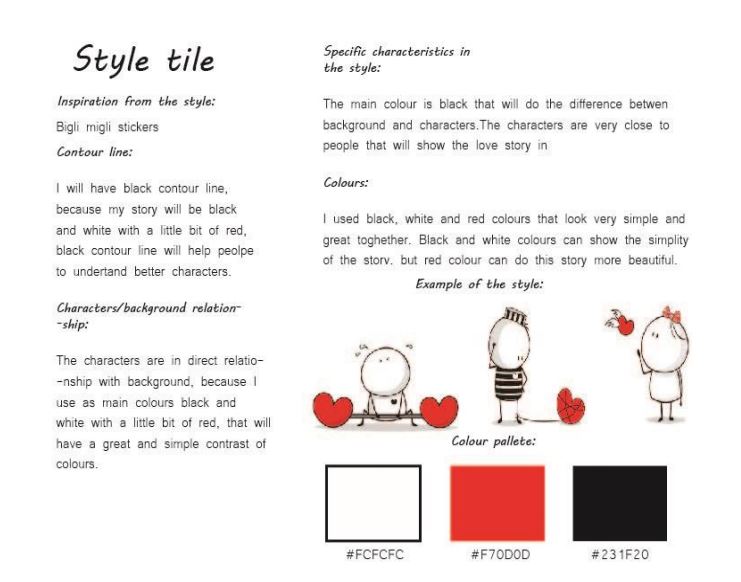 Style tile
Inspiration from the style:
Bigli migli stickers
Contour line:
I will have black contour line,
because my story will be black
and white with a little bit of red,
black contour line will help peolpe
to undertand better characters.
Characters/background relation-
-ship:
The characters are in direct relatio-
-nship with background, because I
use as main colours black and
white with a little bit of red, that will
have a great and simple contrast of
colours.
Specific characteristics in
the style:
The main colour is black that will do the difference betwen
background and characters.The characters are very close to
people that will show the love story in
Colours:
I used black, white and red colours that look very simple and
great toghether. Black and white colours can show the simplity
of the story. but red colour can do this story more beautiful.
Example of the style:
Colour pallete:
#FCFCFC
#F70D0D
#231F20